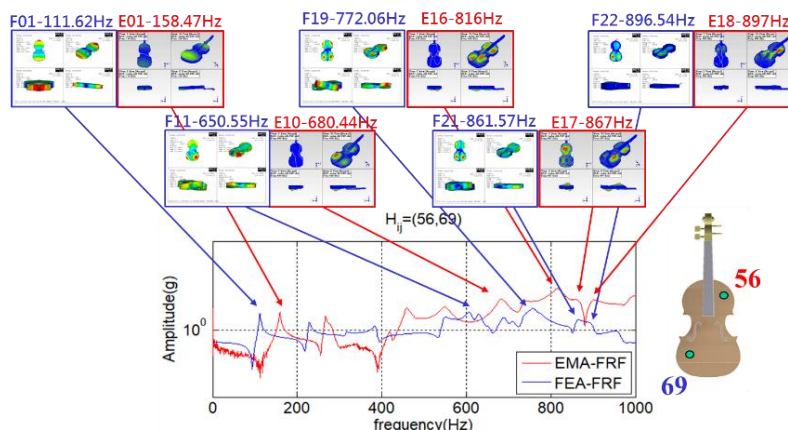 F01-111.62Hz E01-158.47Hz
F19-772.06Hz E16-816Hz
F22-896.54Hz E18-897Hz
F11-650.55Hz E10-680.44Hz
F21-861.57Hz E17-867Hz
Hij=(56,69)
Amplitude(g)
10^0
EMA-FRF
FEA-FRF
0 200 400 600 800 1000
frequency(Hz)
56
69